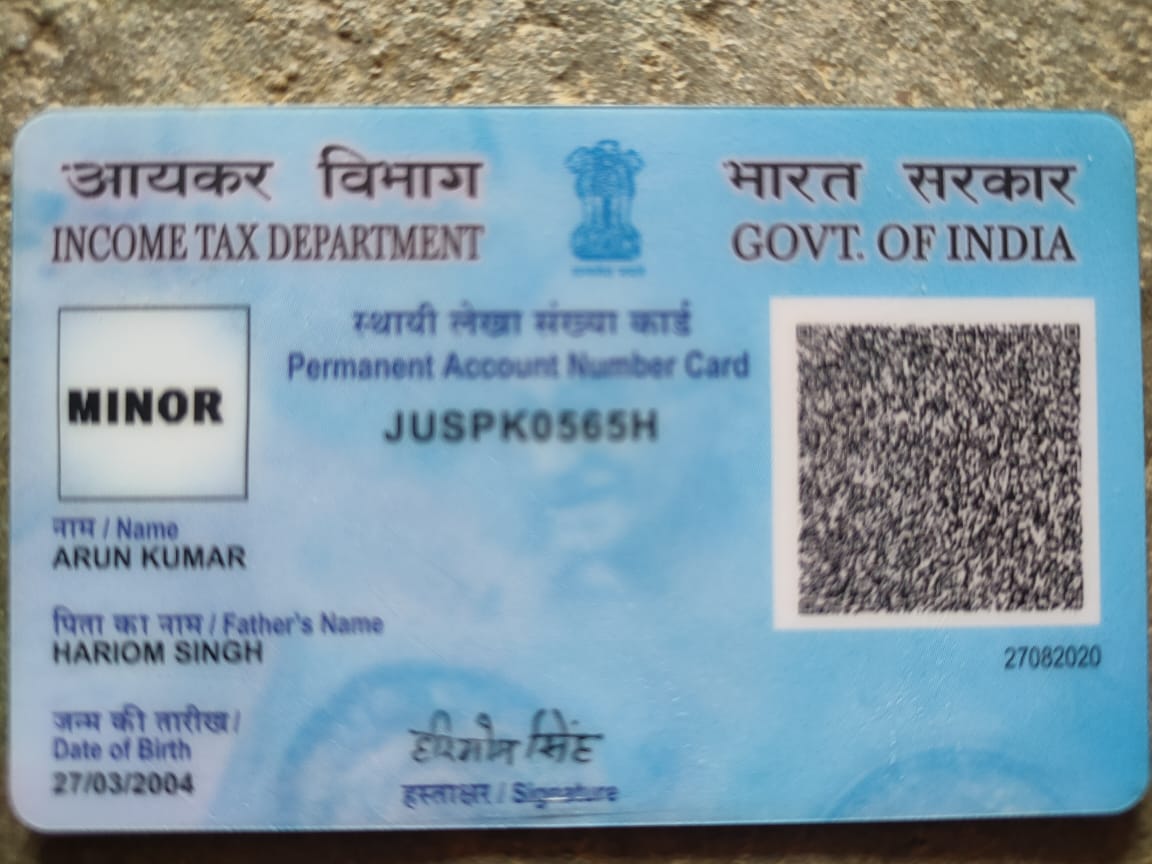 आयकर विभाग
INCOME TAX DEPARTMENT
भारत सरकार
GOVT. OF INDIA
स्थायी लेखा संख्या कार्ड
Permanent Account Number Card
JUSPK0565H
MINOR
नाम / Name
ARUN KUMAR
पिता का नाम / Father's Name
HARIOM SINGH
27082020
जन्म की तारीख /
Date of Birth
27/03/2004
हरिओम सिंह
हस्ताक्षर / Signature